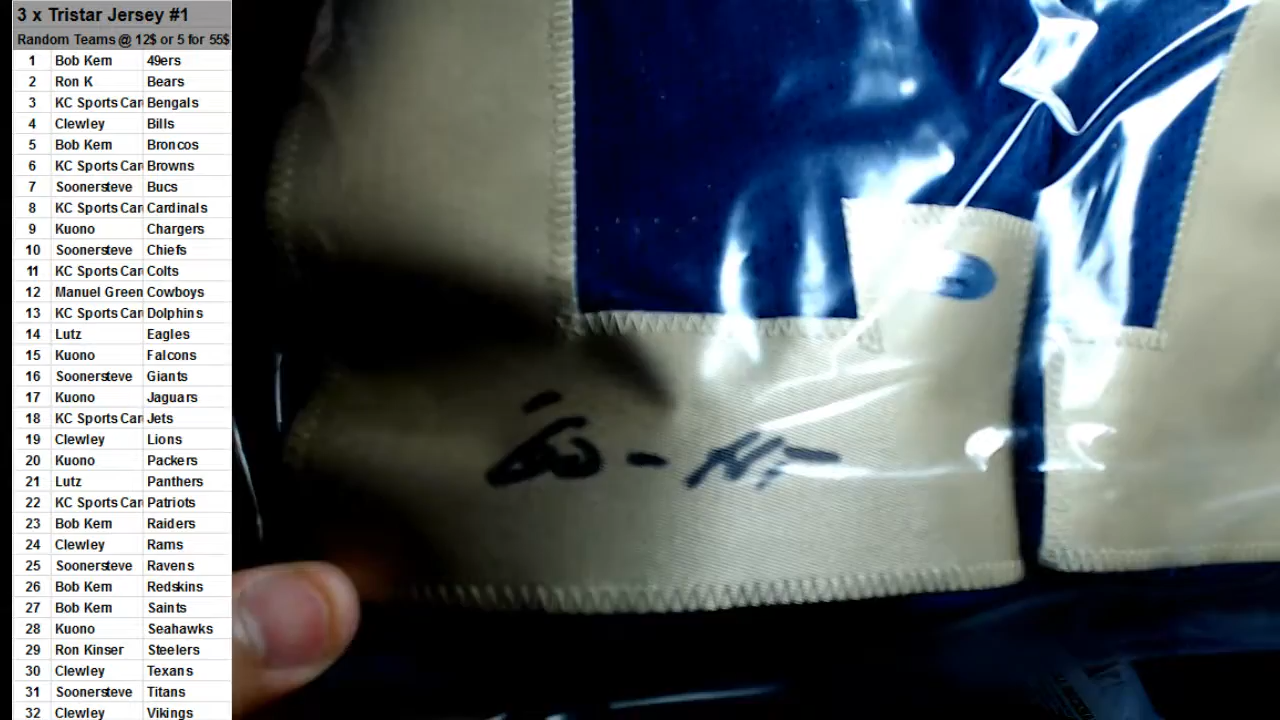 3 x Tristar Jersey #1
Random Teams @ 12$ or 5 for 55$
1 Bob Kern 49ers
2 Ron K Bears
3 KC Sports Car Bengals
4 Clewley Bills
5 Bob Kern Broncos
6 KC Sports Car Browns
7 Soonersteve Bucs
8 KC Sports Car Cardinals
9 Kuono Chargers
10 Soonersteve Chiefs
11 KC Sports Car Colts
12 Manuel Green Cowboys
13 KC Sports Car Dolphins
14 Lutz Eagles
15 Kuono Falcons
16 Soonersteve Giants
17 Kuono Jaguars
18 KC Sports Car Jets
19 Clewley Lions
20 Kuono Packers
21 Lutz Panthers
22 KC Sports Car Patriots
23 Bob Kern Raiders
24 Clewley Rams
25 Soonersteve Ravens
26 Bob Kern Redskins
27 Bob Kern Saints
28 Kuono Seahawks
29 Ron Kinser Steelers
30 Clewley Texans
31 Soonersteve Titans
32 Clewley Vikings